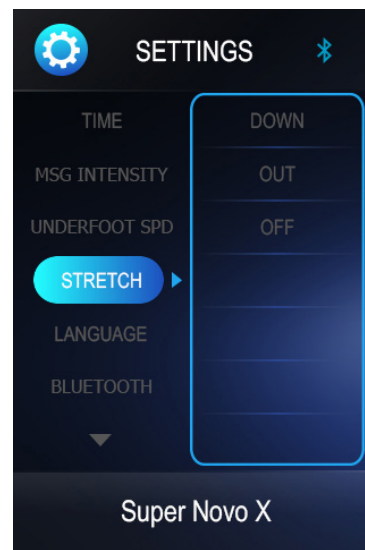 SETTINGS
TIME
DOWN
MSG INTENSITY
OUT
UNDERFOOT SPD
OFF
STRETCH
LANGUAGE
BLUETOOTH
Super Novo X